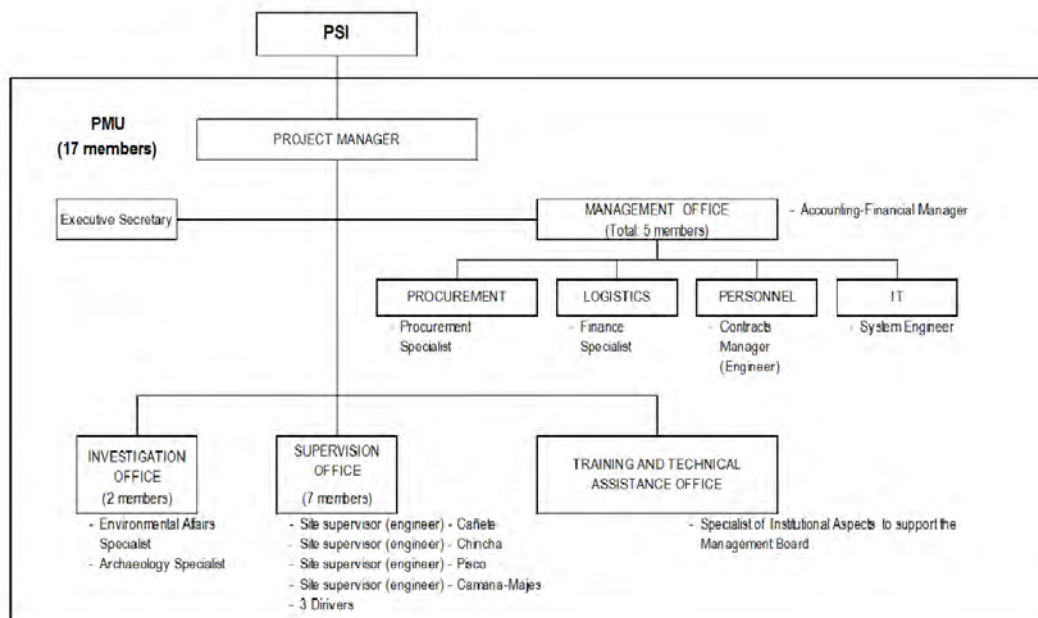 PSI
PMU
(17 members)
PROJECT MANAGER
Executive Secretary
MANAGEMENT OFFICE
(Total: 5 members)
- Accounting-Financial Manager
PROCUREMENT
- Procurement
Specialist
LOGISTICS
- Finance
Specialist
PERSONNEL
- Contracts
Manager
(Engineer)
IT
- System Engineer
INVESTIGATION
OFFICE
(2 members)
- Environmental Afairs
Specialist
- Archaeology Specialist
SUPERVISION
OFFICE
(7 members)
- Site supervisor (engineer) - Cañete
- Site supervisor (engineer) - Chincha
- Site supervisor (engineer) - Pisco
- Site supervisor (engineer) - Camana-Majes
- 3 Dirivers
TRAINING AND TECHNICAL
ASSISTANCE OFFICE
- Specialist of Institutional Aspects to support the
Management Board